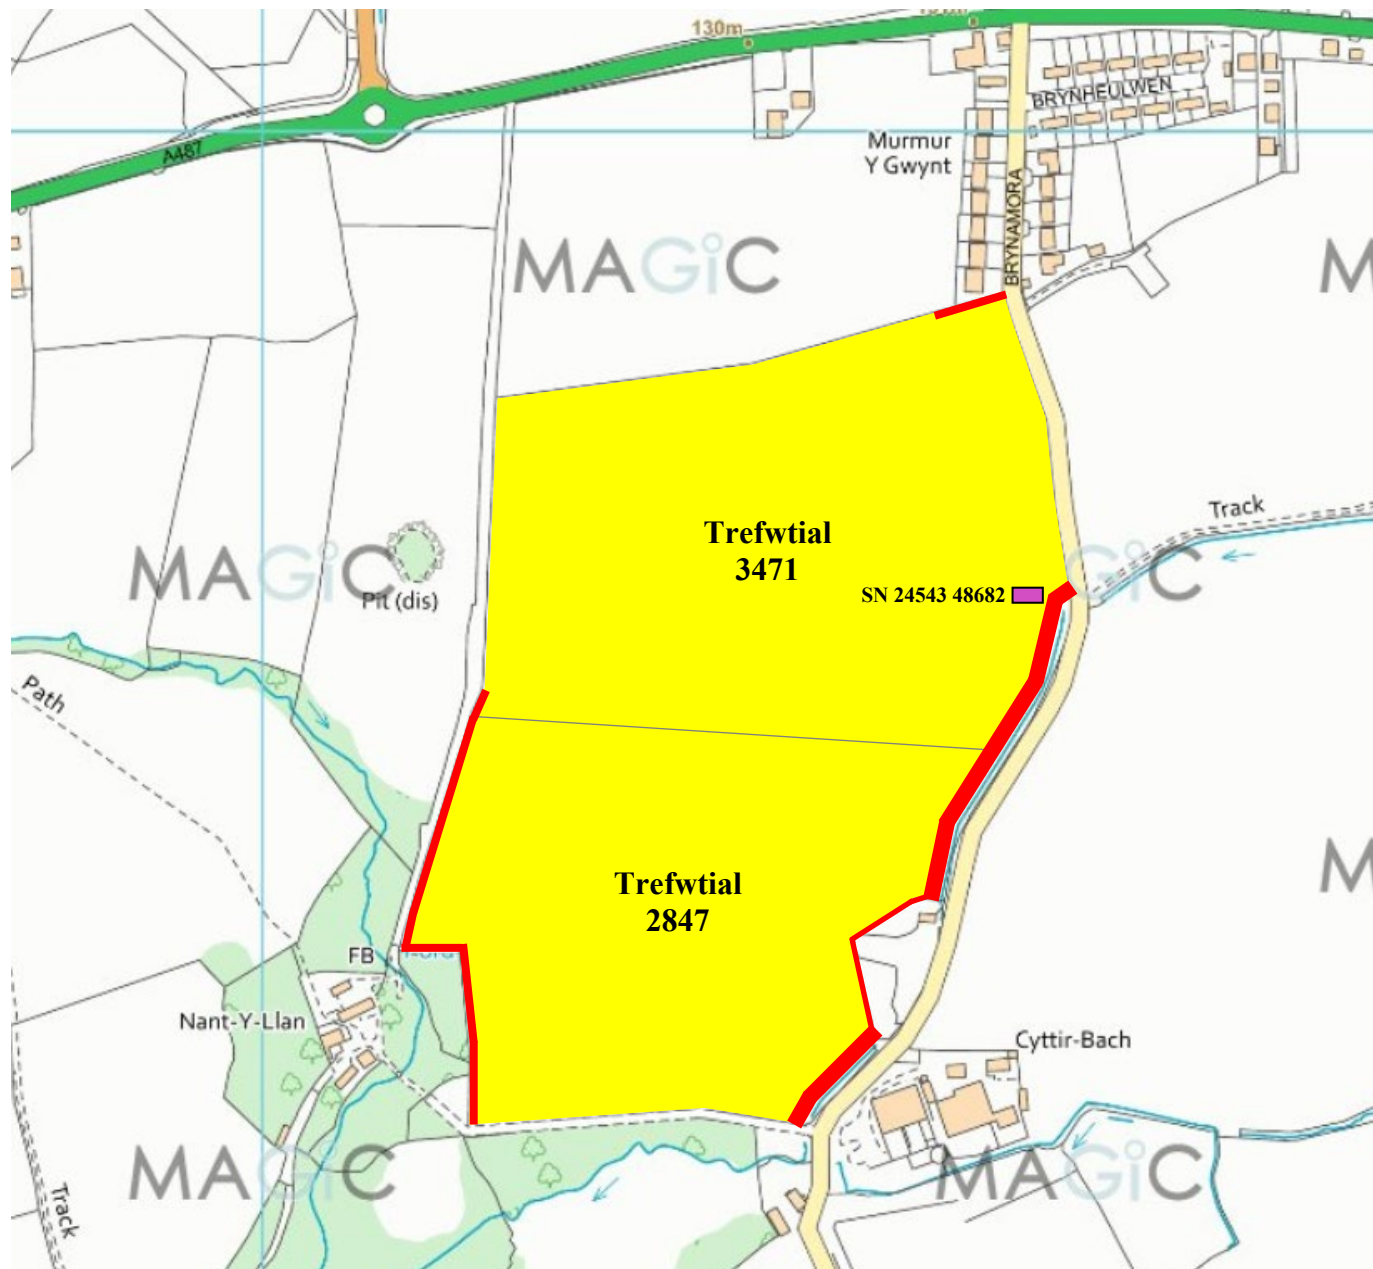 130m
A487
BRYNHEULWEN
Murmur
Y Gwynt
BRYNAMORA
MAGiC
M
Trefwtial
3471
Track
MAGiC
GiC
SN 24543 48682
Pit (dis)
Path
M
Trefwtial
2847
FB
Nant-Y-Llan
Cyttir-Bach
MAGiC
MAGiC
Track